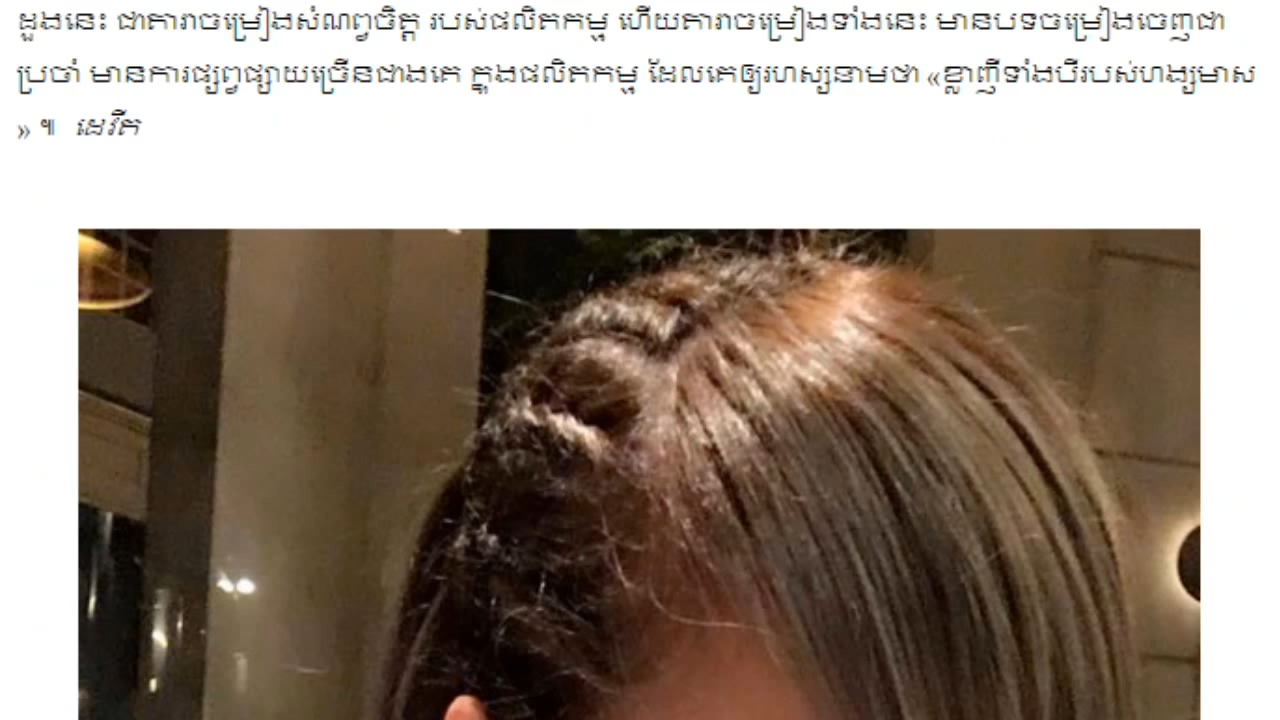 ដួងនេះ ជាតារាចម្រៀងសំណព្វចិត្ត របស់ផលិតកម្ម ហើយតារាចម្រៀងទាំងនេះ មានបទចម្រៀងចេញជា
ប្រចាំ មានការផ្សព្វផ្សាយច្រើនជាងគេ ក្នុងផលិតកម្ម ដែលគេឲ្យរហស្សនាមថា «ខ្លាញីទាំងបីរបស់ហង្សមាស
» ៕ ដេវីត